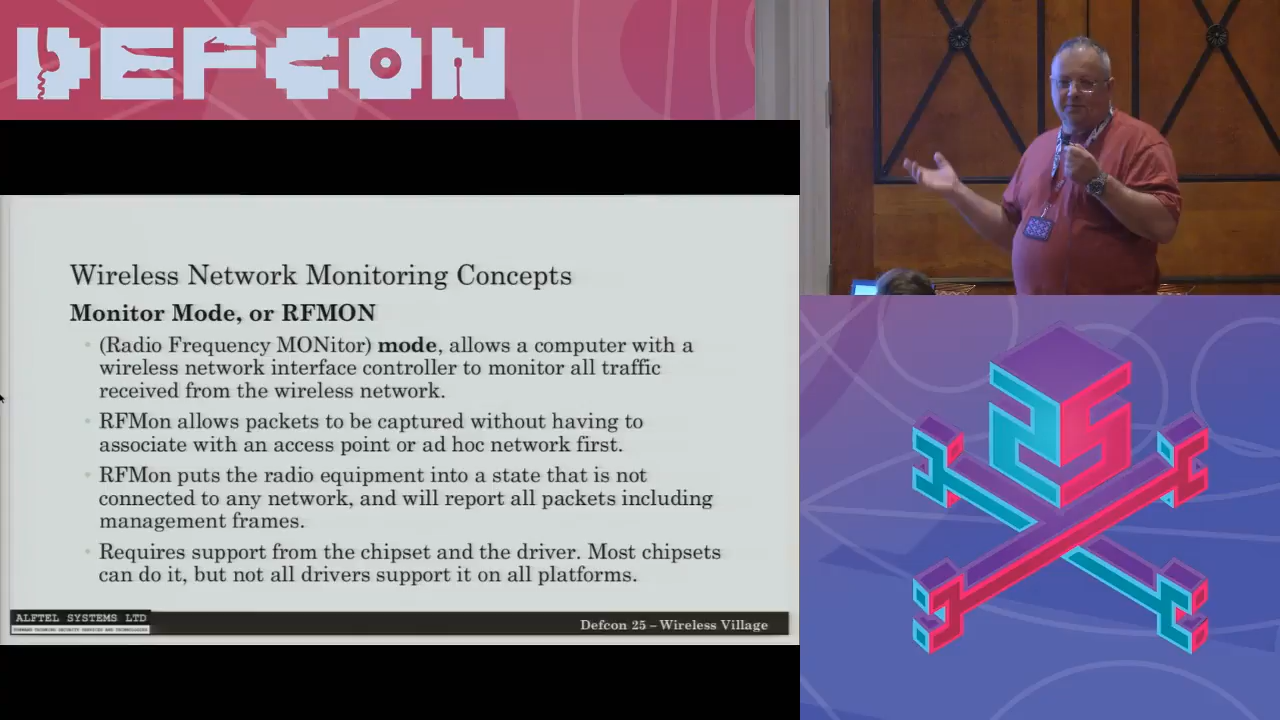 DEFCON
Wireless Network Monitoring Concepts
Monitor Mode, or RFMON
(Radio Frequency MONitor) mode, allows a computer with a
wireless network interface controller to monitor all traffic
received from the wireless network.
RFMon allows packets to be captured without having to
associate with an access point or ad hoc network first.
RFMon puts the radio equipment into a state that is not
connected to any network, and will report all packets including
management frames.
Requires support from the chipset and the driver. Most chipsets
can do it, but not all drivers support it on all platforms.
ALFTEL SYSTEMS LTD
Defcon 25 – Wireless Village
25